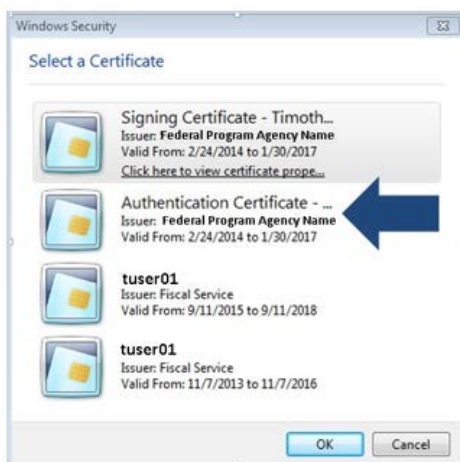 Windows Security
Select a Certificate
Signing Certificate - Timoth...
Issuer: Federal Program Agency Name
Valid From: 2/24/2014 to 1/30/2017
Click here to view certificate prope...
Authentication Certificate - ...
Issuer: Federal Program Agency Name
Valid From: 2/24/2014 to 1/30/2017
tuser01
Issuer: Fiscal Service
Valid From: 9/11/2015 to 9/11/2018
tuser01
Issuer: Fiscal Service
Valid From: 11/7/2013 to 11/7/2016
OK Cancel